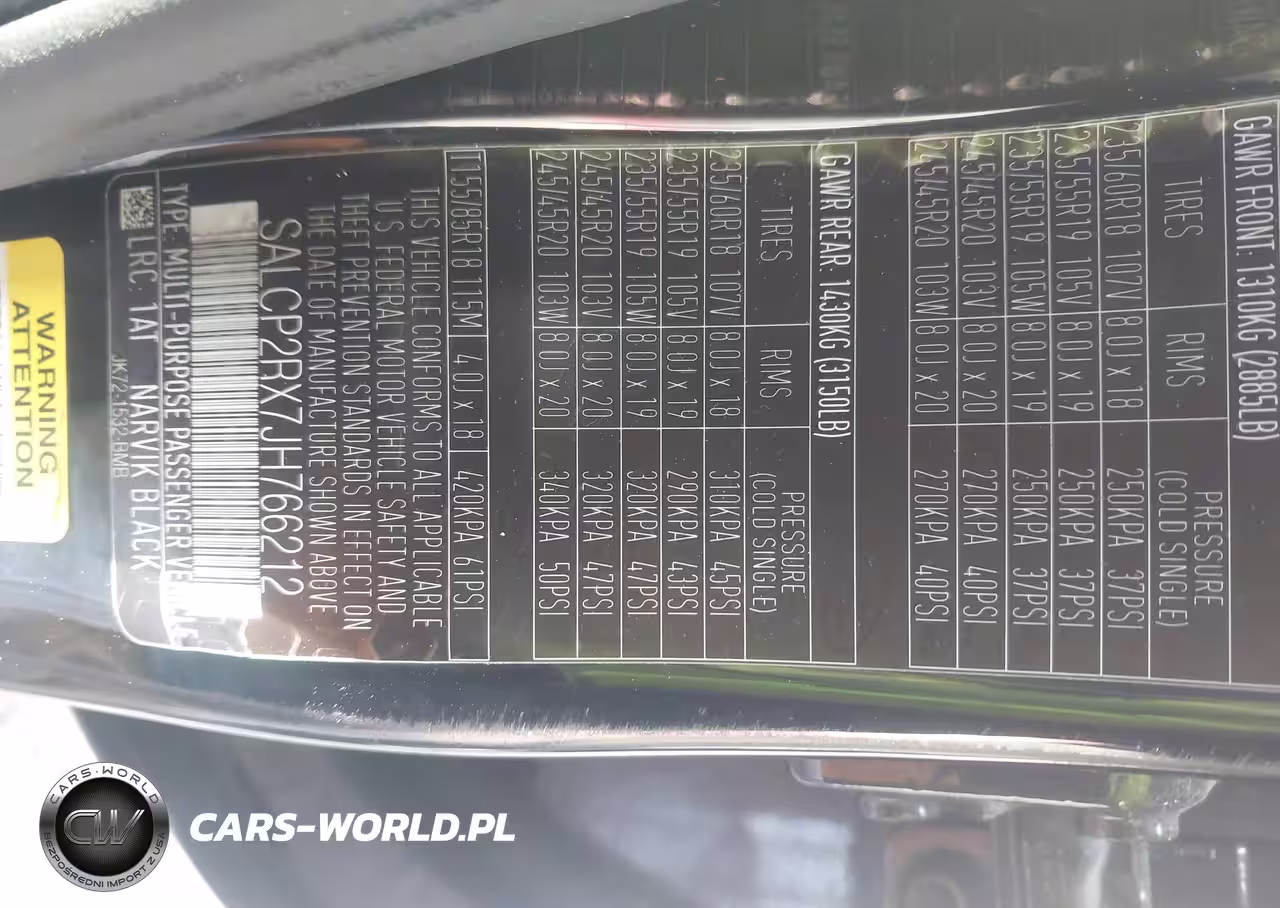 GAWR FRONT: 1310KG (2885LB)
TIRES RIMS PRESSURE (COLD SINGLE)
235/60R18 107V 8.0J x 18 250KPA 37PSI
235/55R19 105V 8.0J x 19 250KPA 37PSI
235/55R19 105W 8.0J x 19 250KPA 37PSI
245/45R20 103V 8.0J x 20 270KPA 40PSI
245/45R20 103W 8.0J x 20 270KPA 40PSI
GAWR REAR: 1430KG (3150LB)
TIRES RIMS PRESSURE (COLD SINGLE)
235/60R18 107V 8.0J x 18 310KPA 45PSI
235/55R19 105V 8.0J x 19 290KPA 43PSI
235/55R19 105W 8.0J x 19 320KPA 47PSI
245/45R20 103V 8.0J x 20 320KPA 47PSI
245/45R20 103W 8.0J x 20 340KPA 50PSI
T155/85R18 115M 4.0 x 18 420KPA 61PSI
THIS VEHICLE CONFORMS TO ALL APPLICABLE
U.S. FEDERAL MOTOR VEHICLE SAFETY AND
THEFT PREVENTION STANDARDS IN EFFECT ON
THE DATE OF MANUFACTURE SHOWN ABOVE
SALCP2RX7JH766212
TYPE: MULTI-PURPOSE PASSENGER VEHICLE
LRC: 1AT NARVIK BLACK
JK72-1532-BMB
WARNING
ATTENTION
CARS-WORLD
CW
BEZPOŚREDNI IMPORT Z USA
CARS-WORLD.PL